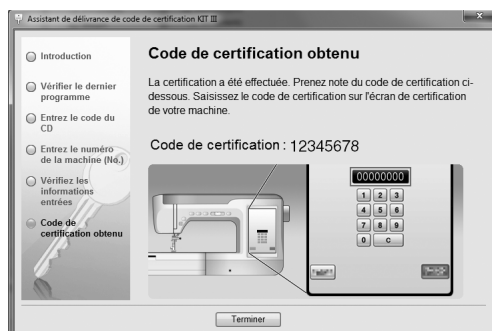 Assistant de délivrance de code de certification KIT III
Introduction
Vérifier le dernier
programme
Entrez le code du
CD
Entrez le numéro
de la machine (No.)
Vérifiez les
informations
entrées
Code de
certification obtenu
Code de certification obtenu
La certification a été effectuée. Prenez note du code de certification ci-
dessous. Saisissez le code de certification sur l'écran de certification
de votre machine.
Code de certification : 12345678
00000000
1 2 3
4 5 6
7 8 9
0 C
Terminer